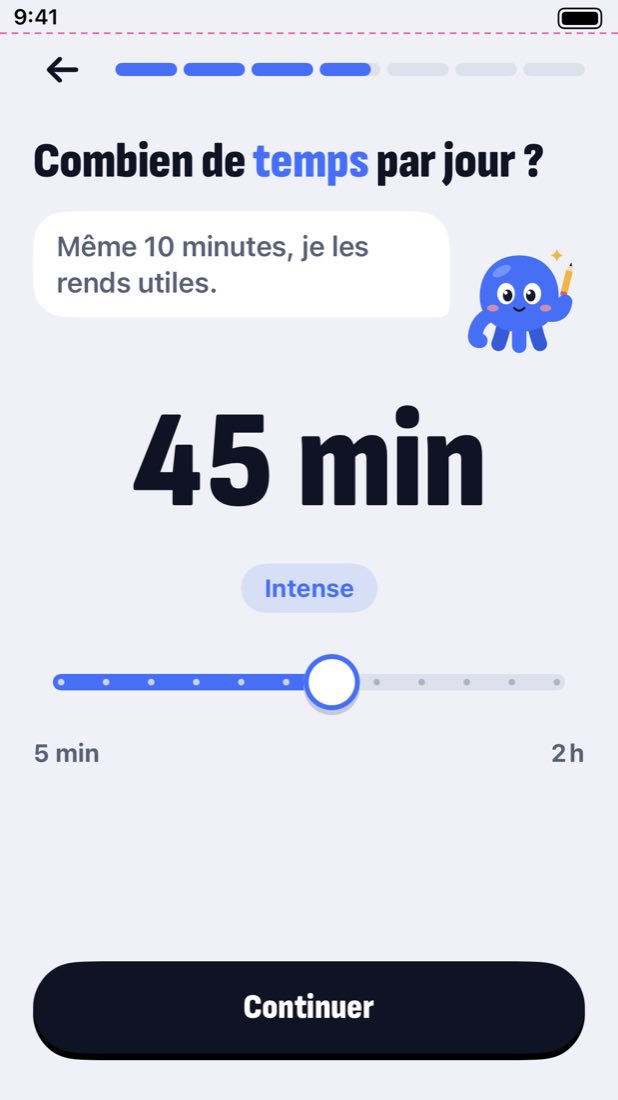 9:41
Combien de temps par jour ?
Même 10 minutes, je les
rends utiles.
45 min
Intense
5 min
2 h
Continuer